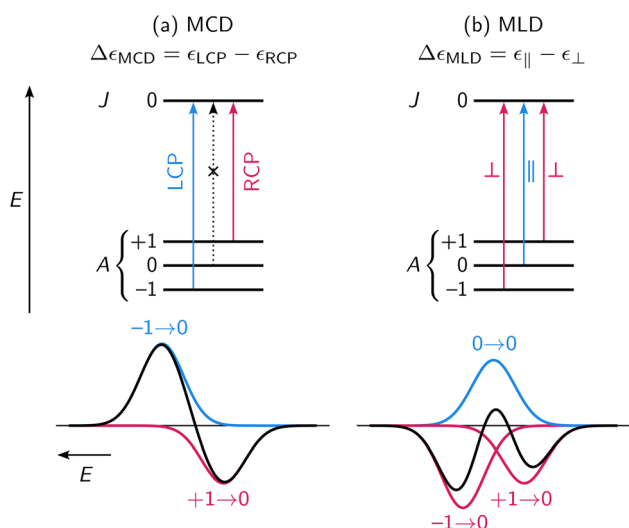 (a) MCD
Δϵ_MCD = ϵ_LCP − ϵ_RCP
J 0
LCP
RCP
E
A { +1
0
−1
−1→0
+1→0
E
(b) MLD
Δϵ_MLD = ϵ_∥ − ϵ_⊥
J 0
⊥ ∥ ⊥
A { +1
0
−1
0→0
+1→0
−1→0